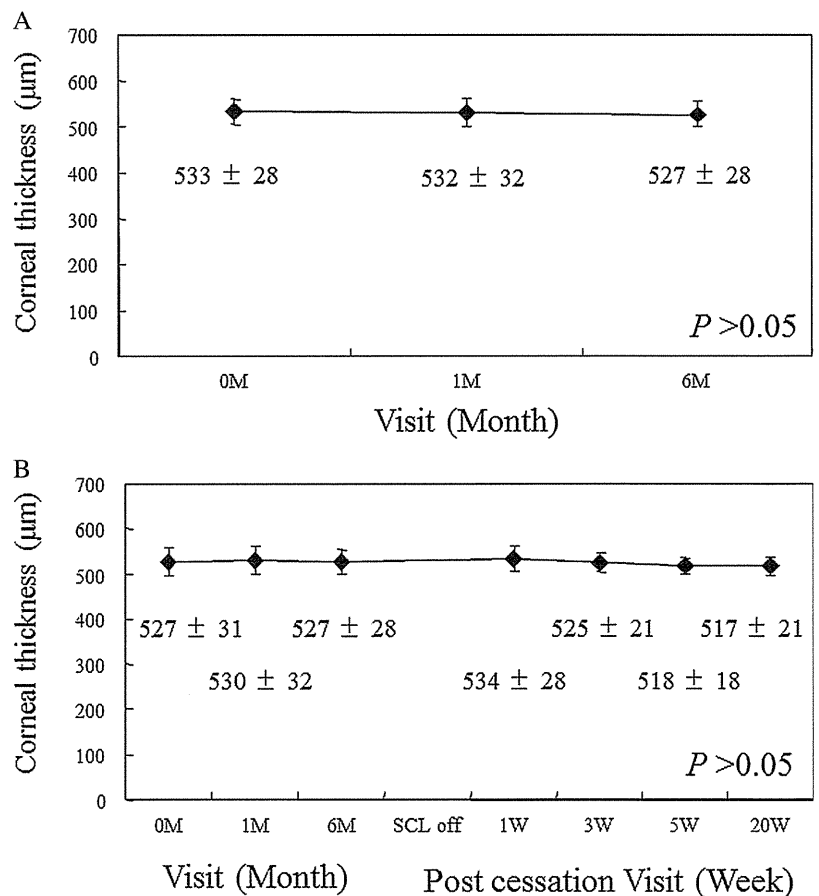 A
Corneal thickness (μm)
700
600
500
400
300
200
100
0
533 ± 28
532 ± 32
527 ± 28
P >0.05
0M
1M
6M
Visit (Month)
B
Corneal thickness (μm)
700
600
500
400
300
200
100
0
527 ± 31
527 ± 28
525 ± 21
517 ± 21
530 ± 32
534 ± 28
518 ± 18
P >0.05
0M
1M
6M
SCL off
1W
3W
5W
20W
Visit (Month)
Post cessation Visit (Week)